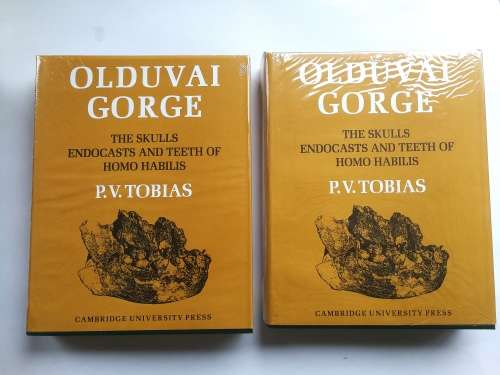 OLDUVAI
GORGE
THE SKULLS
ENDOCASTS AND TEETH OF
HOMO HABILIS
P.V. TOBIAS
CAMBRIDGE UNIVERSITY PRESS
OLDUVAI
GORGE
THE SKULLS
ENDOCASTS AND TEETH OF
HOMO HABILIS
P.V. TOBIAS
CAMBRIDGE UNIVERSITY PRESS